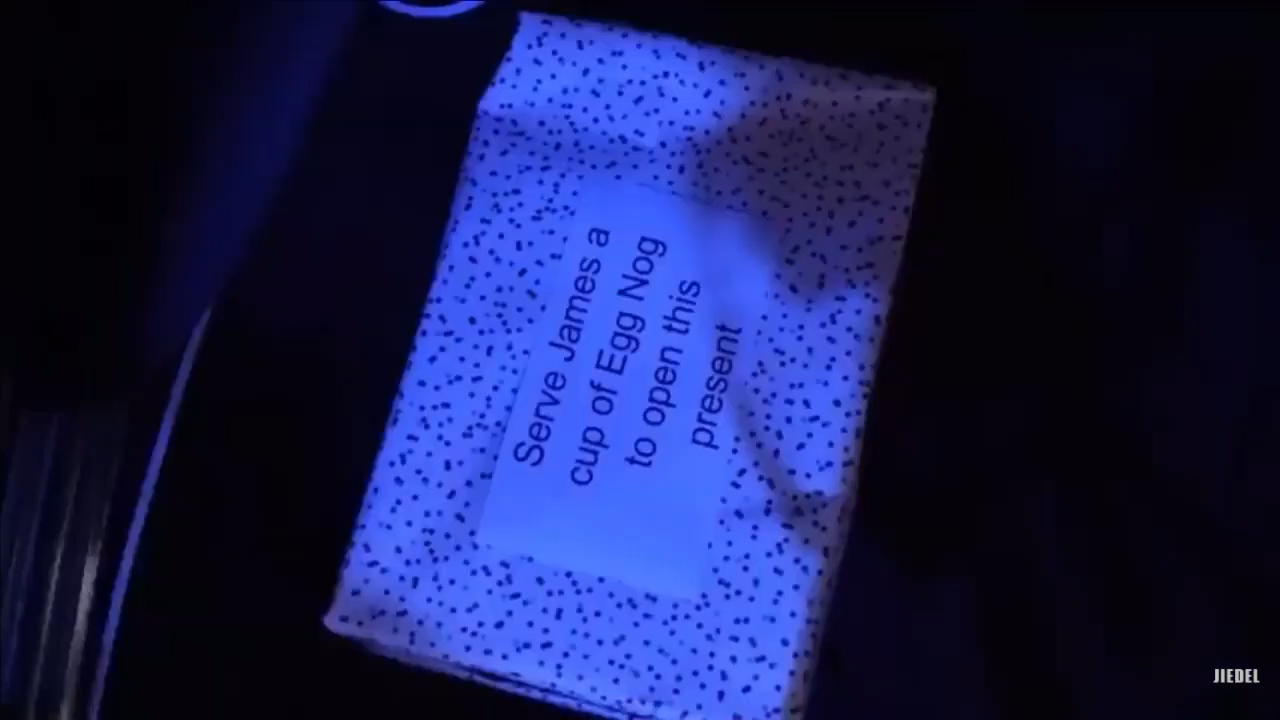 Serve James a
cup of Egg Nog
to open this
present
JIEDEL